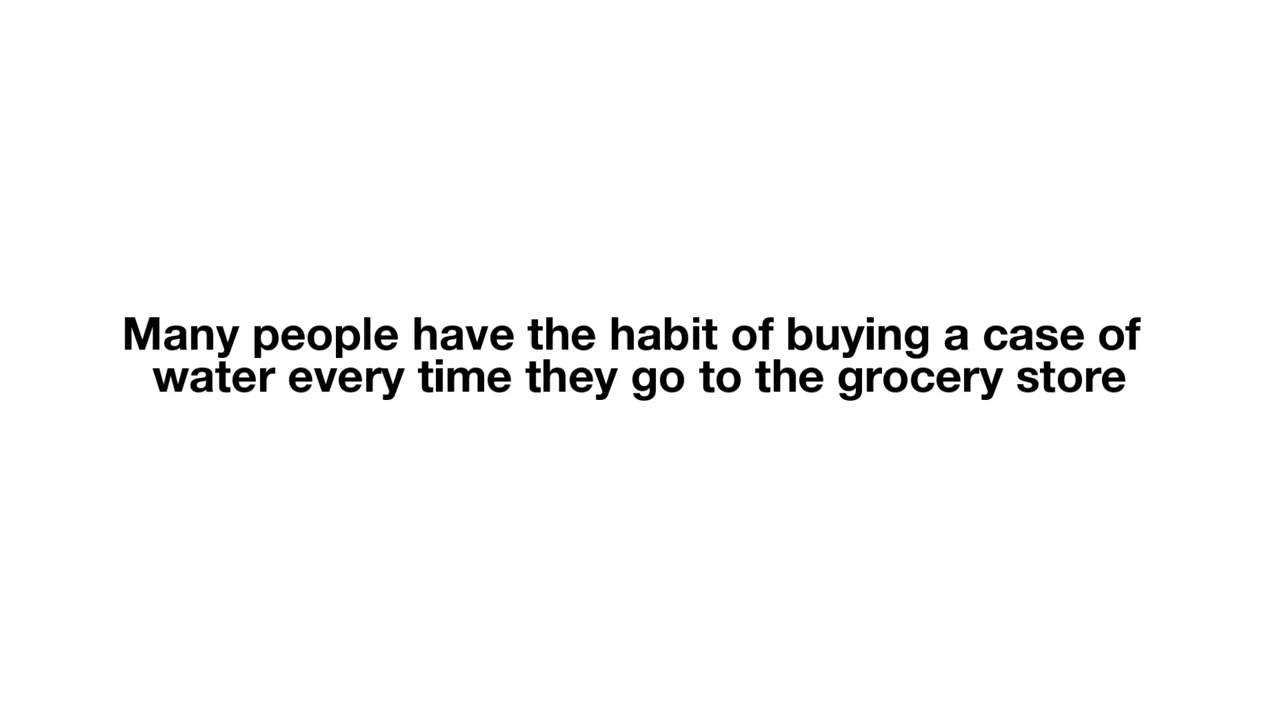 Many people have the habit of buying a case of
water every time they go to the grocery store